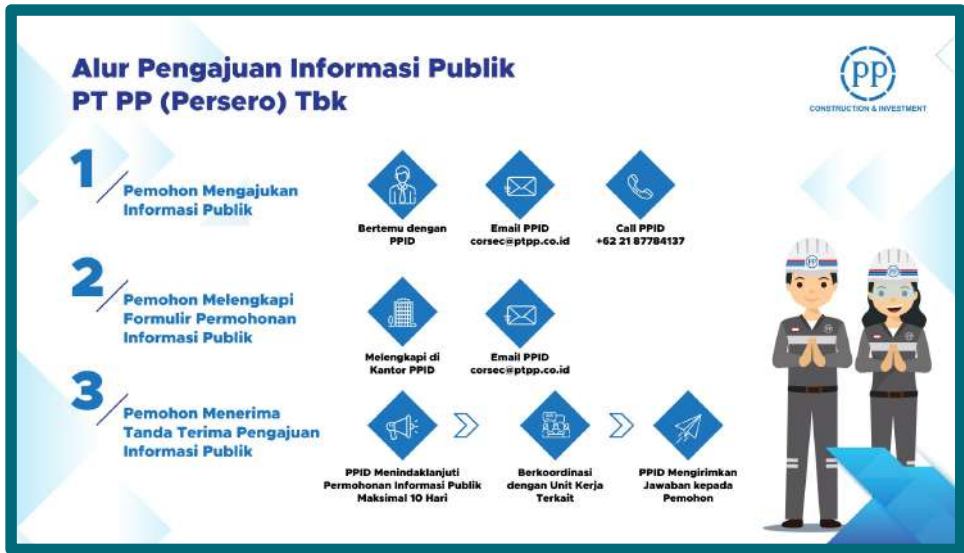 Alur Pengajuan Informasi Publik
PT PP (Persero) Tbk
pp
CONSTRUCTION & INVESTMENT
1
Pemohon Mengajukan
Informasi Publik
Bertemu dengan
PPID
Email PPID
corsec@ptpp.co.id
Call PPID
+62 21 87784137
2
Pemohon Melengkapi
Formulir Permohonan
Informasi Publik
Melengkapi di
Kantor PPID
Email PPID
corsec@ptpp.co.id
3
Pemohon Menerima
Tanda Terima Pengajuan
Informasi Publik
PPID Menindaklanjuti
Permohonan Informasi Publik
Maksimal 10 Hari
Berkoordinasi
dengan Unit Kerja
Terkait
PPID Mengirimkan
Jawaban kepada
Pemohon